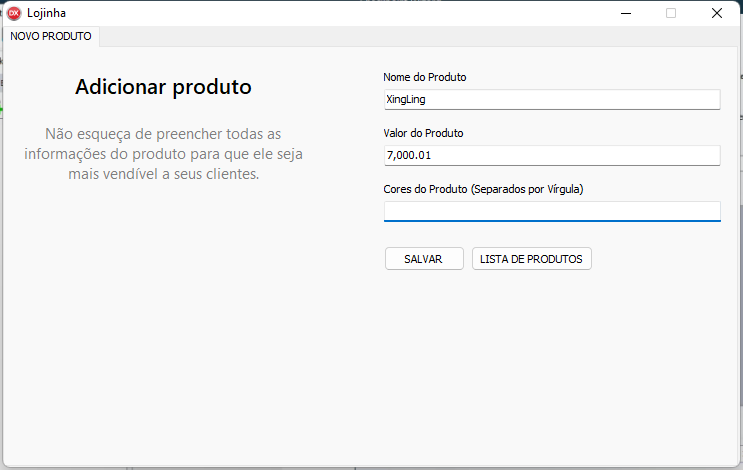 DX Lojinha
NOVO PRODUTO
Adicionar produto
Não esqueça de preencher todas as
informações do produto para que ele seja
mais vendível a seus clientes.
Nome do Produto
XingLing
Valor do Produto
7,000.01
Cores do Produto (Separados por Vírgula)
SALVAR LISTA DE PRODUTOS